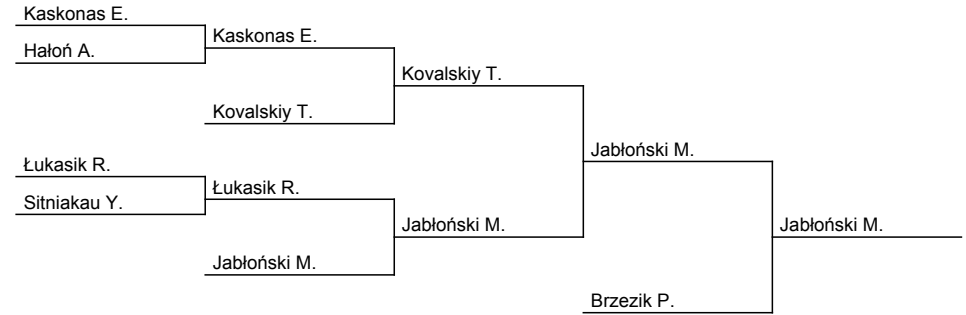 Kaskonas E.
Hałoń A.
Kaskonas E.
Kovalskiy T.
Kovalskiy T.
Łukasik R.
Sitniakau Y.
Łukasik R.
Jabłoński M.
Jabłoński M.
Jabłoński M.
Brzezik P.
Jabłoński M.